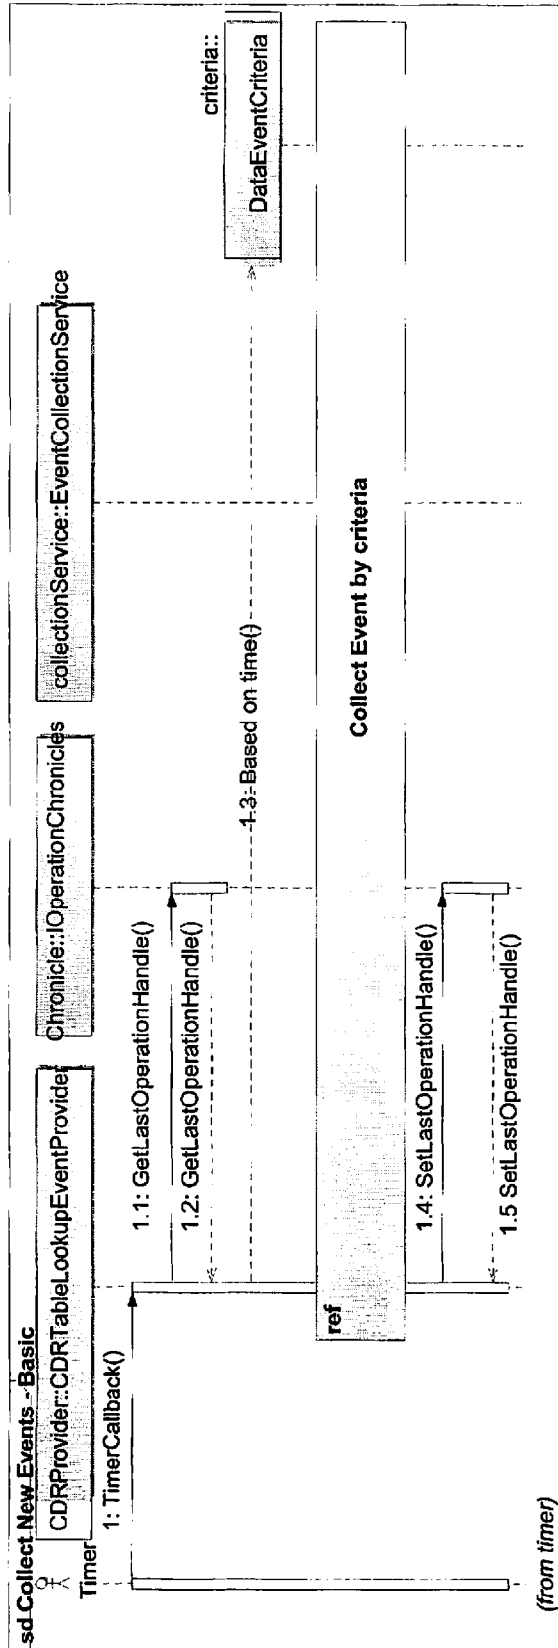 sd Collect New Events - Basic
Timer
CDRProvider::CDRTableLookupEventProvider
Chronicle::IOperationChronicles
collectionService::EventCollectionService
1: TimerCallback()
1.1: GetLastOperationHandle()
1.2: GetLastOperationHandle()
criteria::
DataEventCriteria
1.3: Based on time()
ref
Collect Event by criteria
1.4: SetLastOperationHandle()
1.5 SetLastOperationHandle()
(from timer)